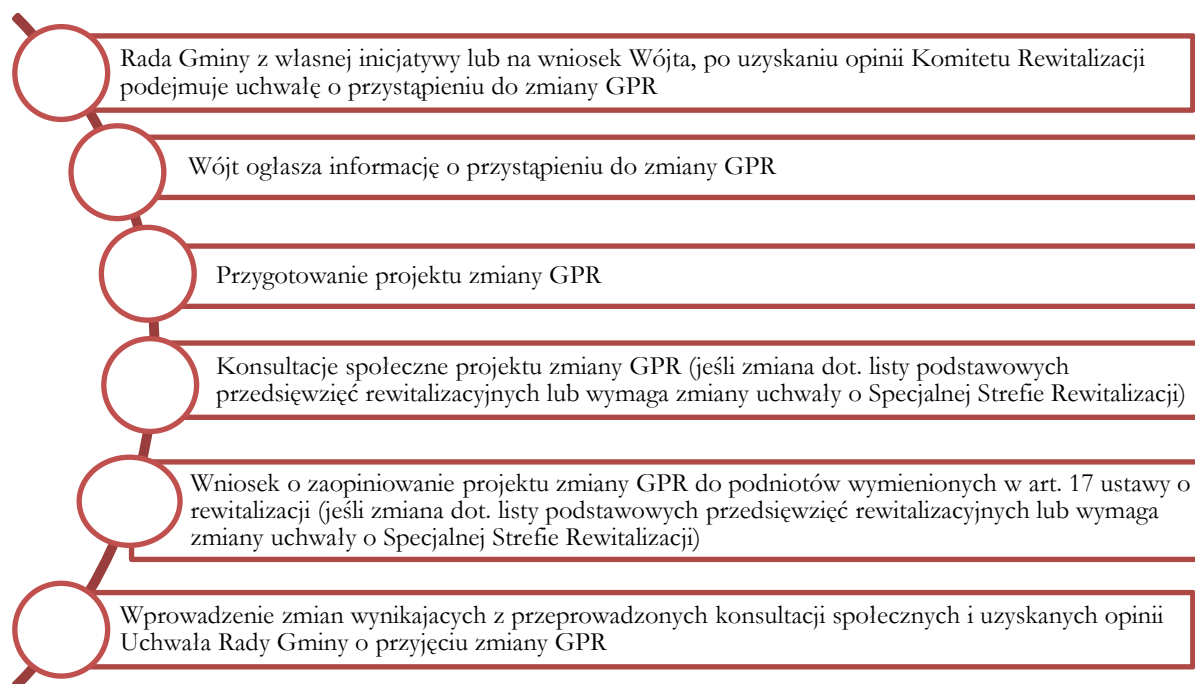 Rada Gminy z własnej inicjatywy lub na wniosek Wójta, po uzyskaniu opinii Komitetu Rewitalizacji
podejmuje uchwałę o przystąpieniu do zmiany GPR
Wójt ogłasza informację o przystąpieniu do zmiany GPR
Przygotowanie projektu zmiany GPR
Konsultacje społeczne projektu zmiany GPR (jeśli zmiana dot. listy podstawowych
przedsięwzięć rewitalizacyjnych lub wymaga zmiany uchwały o Specjalnej Strefie Rewitalizacji)
Wniosek o zaopiniowanie projektu zmiany GPR do podniotów wymienionych w art. 17 ustawy o
rewitalizacji (jeśli zmiana dot. listy podstawowych przedsięwzięć rewitalizacyjnych lub wymaga
zmiany uchwały o Specjalnej Strefie Rewitalizacji)
Wprowadzenie zmian wynikajacych z przeprowadzonych konsultacji społecznych i uzyskanych opinii
Uchwała Rady Gminy o przyjęciu zmiany GPR